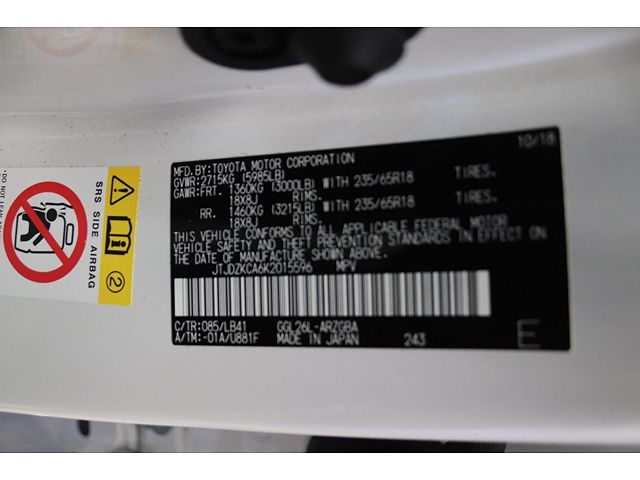 10/18
MFD.BY:TOYOTA MOTOR CORPORATION
GVWR:2715KG (5985LB)
GAWR:FRT. 1360KG (3000LB) WITH 235/65R18 TIRES.
18X8J RIMS.
RR. 1460KG (3215LB) WITH 235/65R18 TIRES.
18X8J RIMS.
THIS VEHICLE CONFORMS TO ALL APPLICABLE FEDERAL MOTOR
VEHICLE SAFETY AND THEFT PREVENTION STANDARDS IN EFFECT ON
THE DATE OF MANUFACTURE SHOWN ABOVE.
JTJDZKCA6K2015596 MPV
C/TR:085/LB41 GGL26L-ARZGBA
A/TM:-01A/U881F MADE IN JAPAN 243 E
SRS SIDE AIRBAG
2